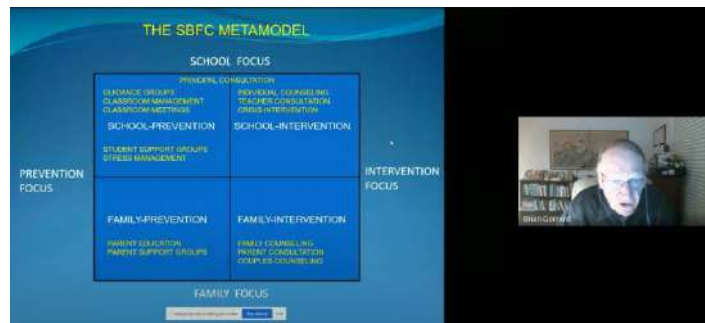 THE SBFC METAMODEL
SCHOOL FOCUS
PRINCIPAL CONSULTATION
GUIDANCE GROUPS
CLASSROOM MANAGEMENT
CLASSROOM MEETINGS
INDIVIDUAL COUNSELING
TEACHER CONSULTATION
CRISIS INTERVENTION
SCHOOL-PREVENTION
SCHOOL-INTERVENTION
STUDENT SUPPORT GROUPS
STRESS MANAGEMENT
PREVENTION
FOCUS
INTERVENTION
FOCUS
FAMILY-PREVENTION
FAMILY-INTERVENTION
PARENT EDUCATION
PARENT SUPPORT GROUPS
FAMILY COUNSELING
PARENT CONSULTATION
COUPLES COUNSELING
FAMILY FOCUS
Brian Gerrard